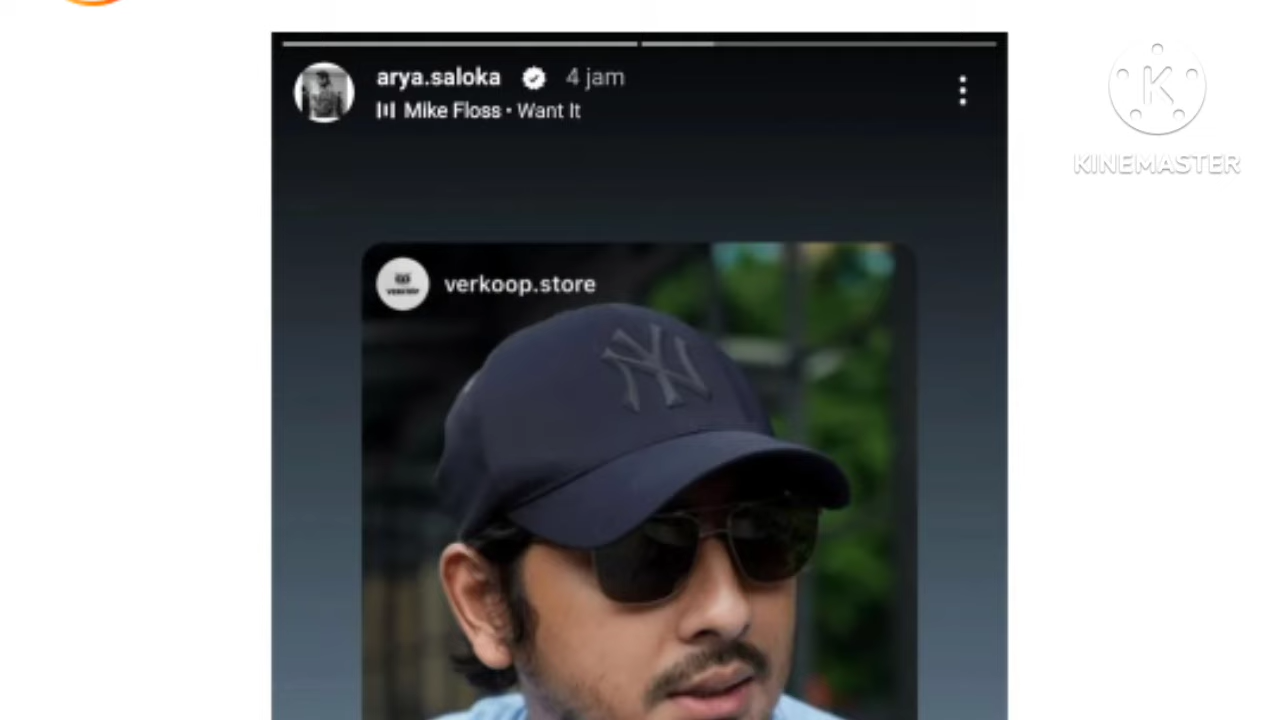 arya.saloka 4 jam
Mike Floss • Want It
KINEMASTER
verkoop.store
NY